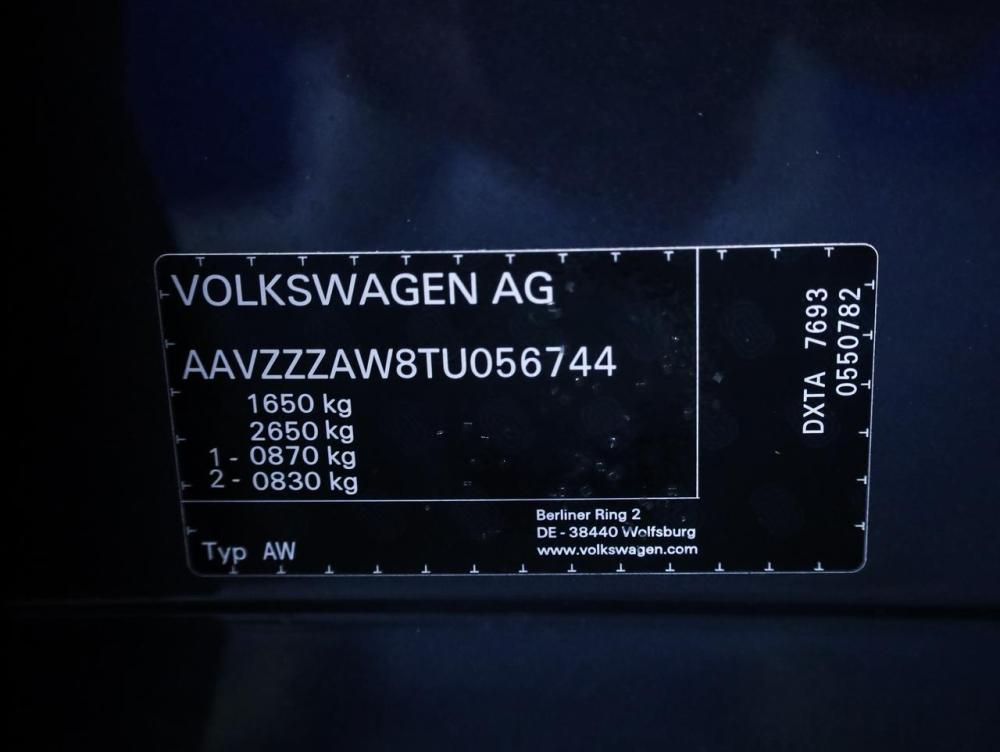 VOLKSWAGEN AG
AAVZZZAW8TU056744
1650 kg
2650 kg
1 - 0870 kg
2 - 0830 kg
Typ AW
Berliner Ring 2
DE - 38440 Wolfsburg
www.volkswagen.com
DXTA 7693
0550782